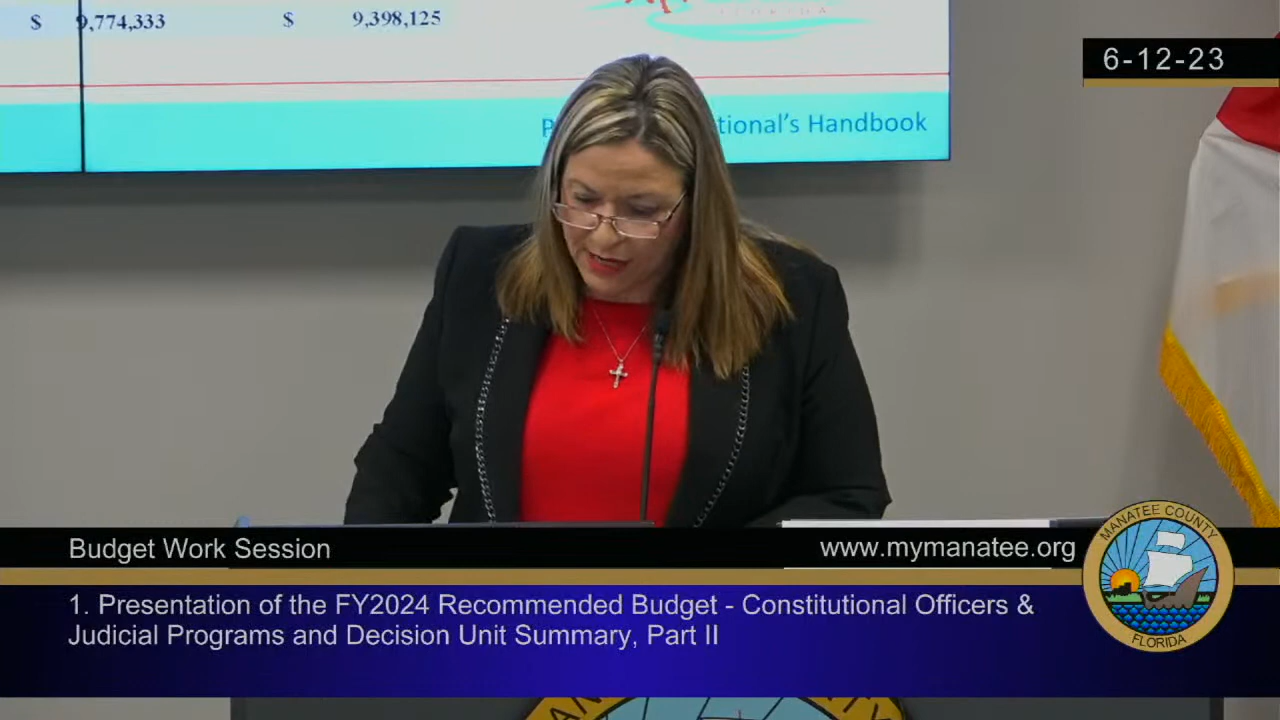 $ 9,774,333 $ 9,398,125
6-12-23
tional's Handbook
Budget Work Session
www.mymanatee.org
1. Presentation of the FY2024 Recommended Budget - Constitutional Officers &
Judicial Programs and Decision Unit Summary, Part II
MANATEE COUNTY
FLORIDA